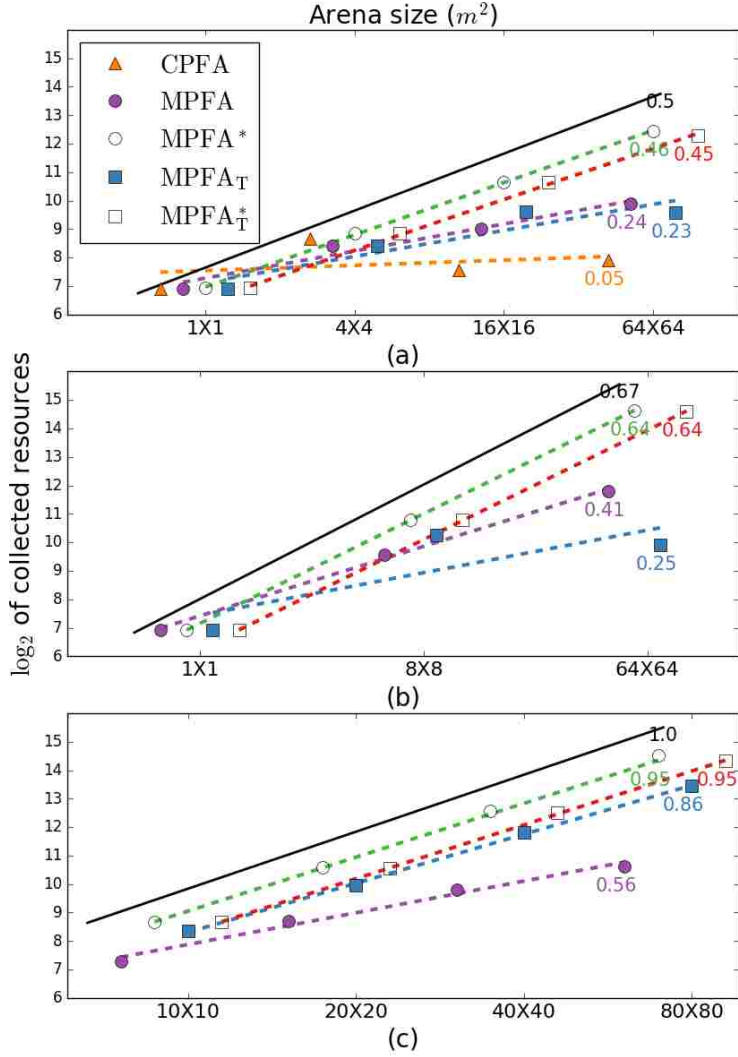 Arena size (m²)
CPFA
MPFA
MPFA*
MPFA_T
MPFA*_T
15
14
13
12
11
10
9
8
7
6
0.5
0.46
0.45
0.24
0.23
0.05
1X1
4X4
16X16
64X64
(a)
log₂ of collected resources
15
14
13
12
11
10
9
8
7
6
0.67
0.64
0.64
0.41
0.25
1X1
8X8
64X64
(b)
15
14
13
12
11
10
9
8
7
6
1.0
0.95
0.95
0.86
0.56
10X10
20X20
40X40
80X80
(c)